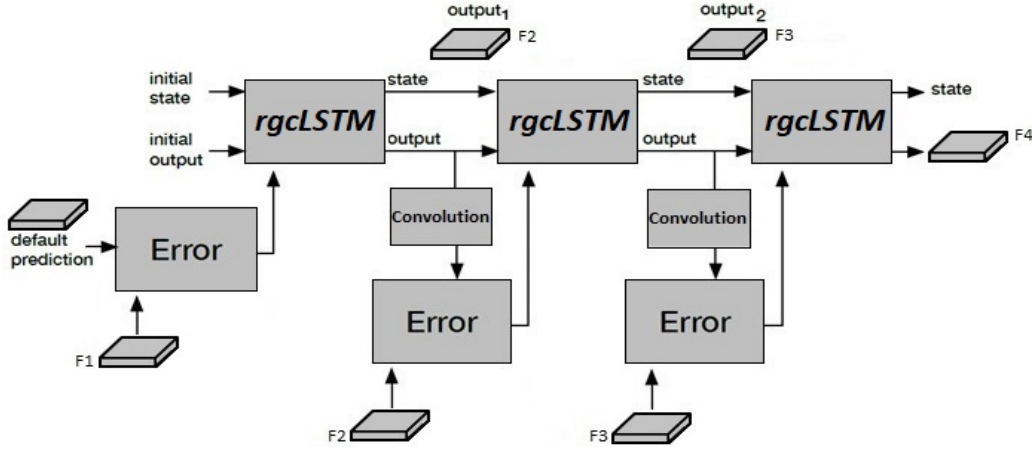 output1
F2
output2
F3
initial
state
rgcLSTM
state
rgcLSTM
state
rgcLSTM
state
initial
output
output
output
F4
Convolution
Convolution
default
prediction
Error
Error
Error
F1
F2
F3